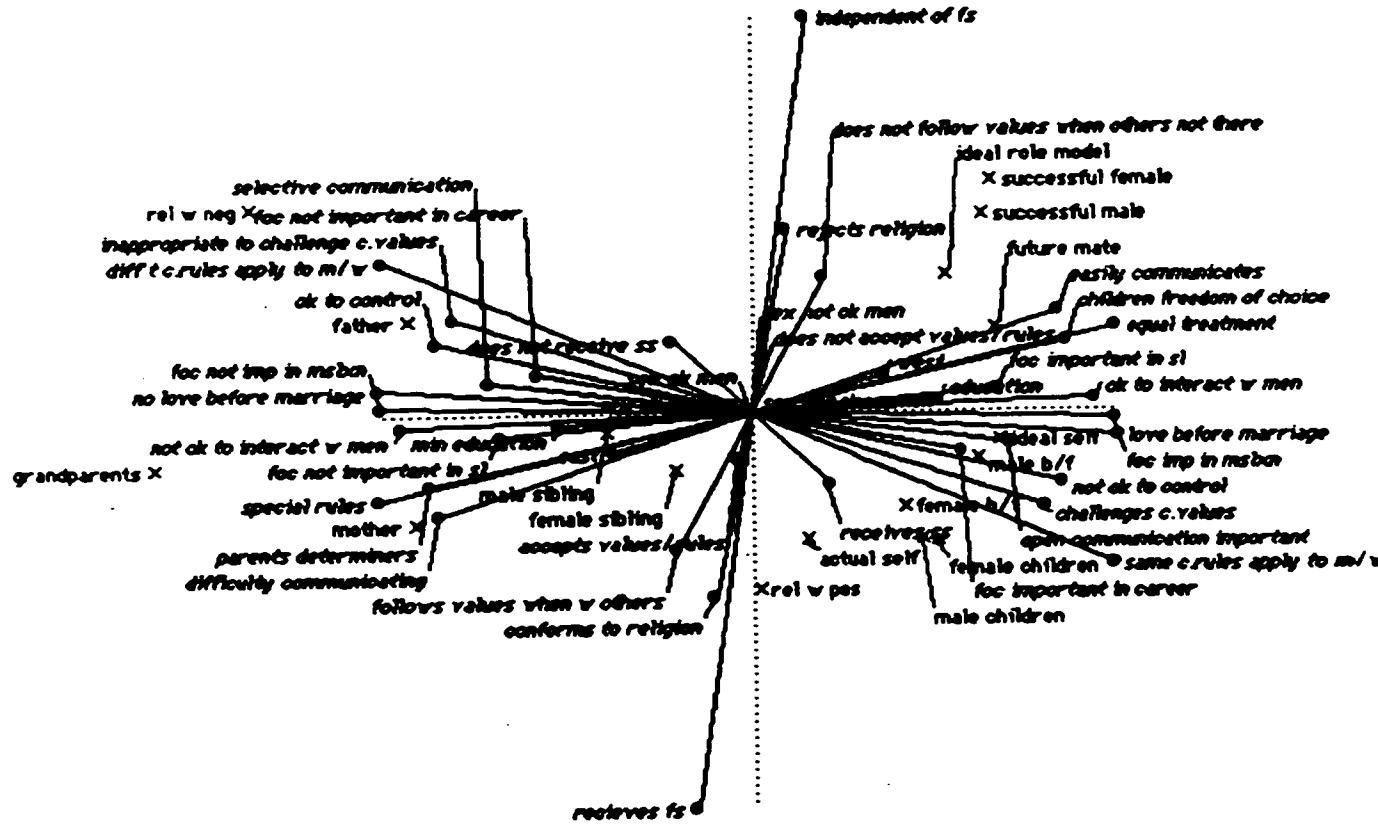 independent of fs
does not follow values when others not there
ideal role model
successful female
selective communication
rel w neg
foc not important in career
successful male
rejects religion
inappropriate to challenge c.values
future mate
diff't c.rules apply to m/w
easily communicates
ok to control
children freedom of choice
father
not ok men
equal treatment
does not accept values/rules
does not receive ss
foc important in sl
west
foc not imp in msbcn
ok men
education
ok to interact w men
no love before marriage
not ok to interact w men
min education
ideal self
love before marriage
male b/f
foc imp in msbcn
grandparents
foc not important in sl
not ok to control
male sibling
special rules
female b/f
challenges c.values
female sibling
mother
receives ss
open communication important
accepts values/rules
parents determiners
actual self
female children
same c.rules apply to m/w
difficulty communicating
rel w pos
foc important in career
follows values when w others
male children
conforms to religion
recieves fs